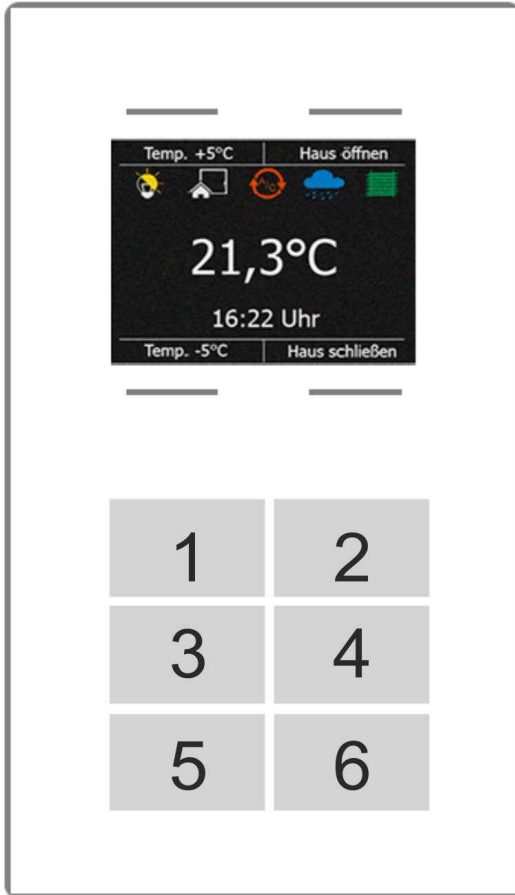 Temp. +5°C Haus öffnen
A/C
21,3°C
16:22 Uhr
Temp. -5°C Haus schließen
1 2
3 4
5 6